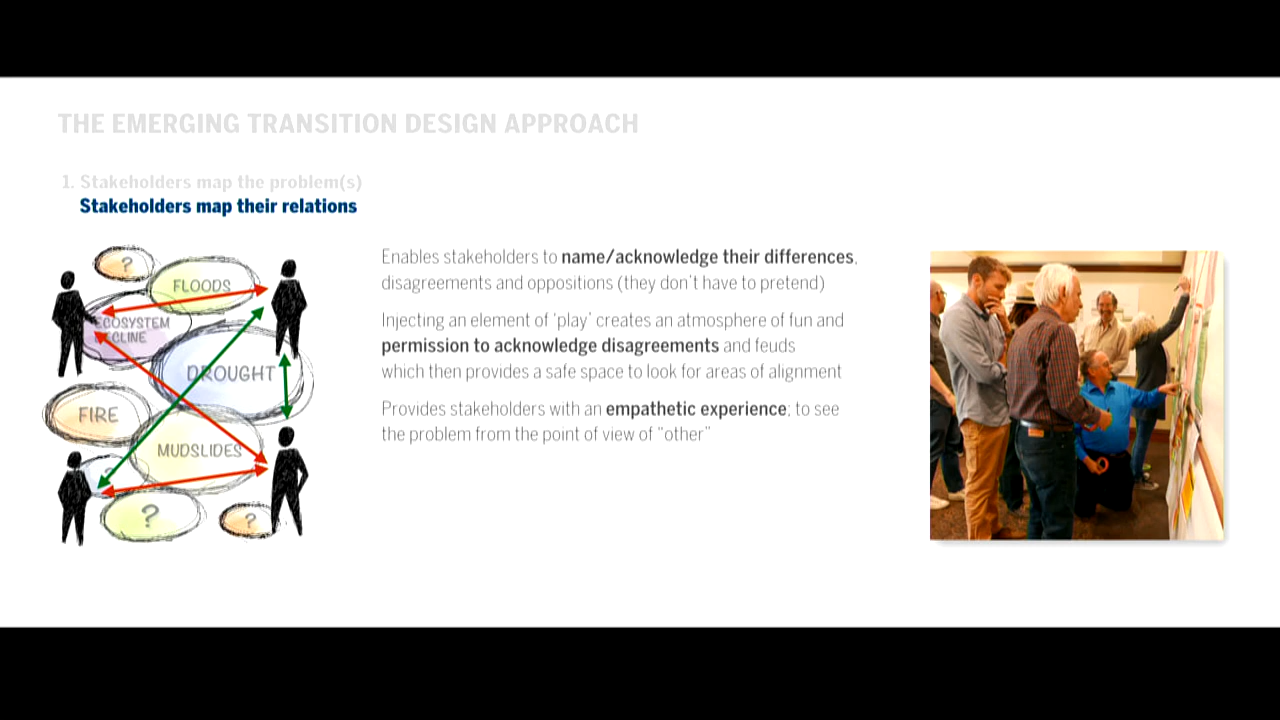 THE EMERGING TRANSITION DESIGN APPROACH
1. Stakeholders map the problem(s)
Stakeholders map their relations
?
FLOODS
ECOSYSTEM
DECLINE
DROUGHT
FIRE
MUDSLIDES
?
?
Enables stakeholders to name/acknowledge their differences,
disagreements and oppositions (they don't have to pretend)
Injecting an element of 'play' creates an atmosphere of fun and
permission to acknowledge disagreements and feuds
which then provides a safe space to look for areas of alignment
Provides stakeholders with an empathetic experience; to see
the problem from the point of view of "other"